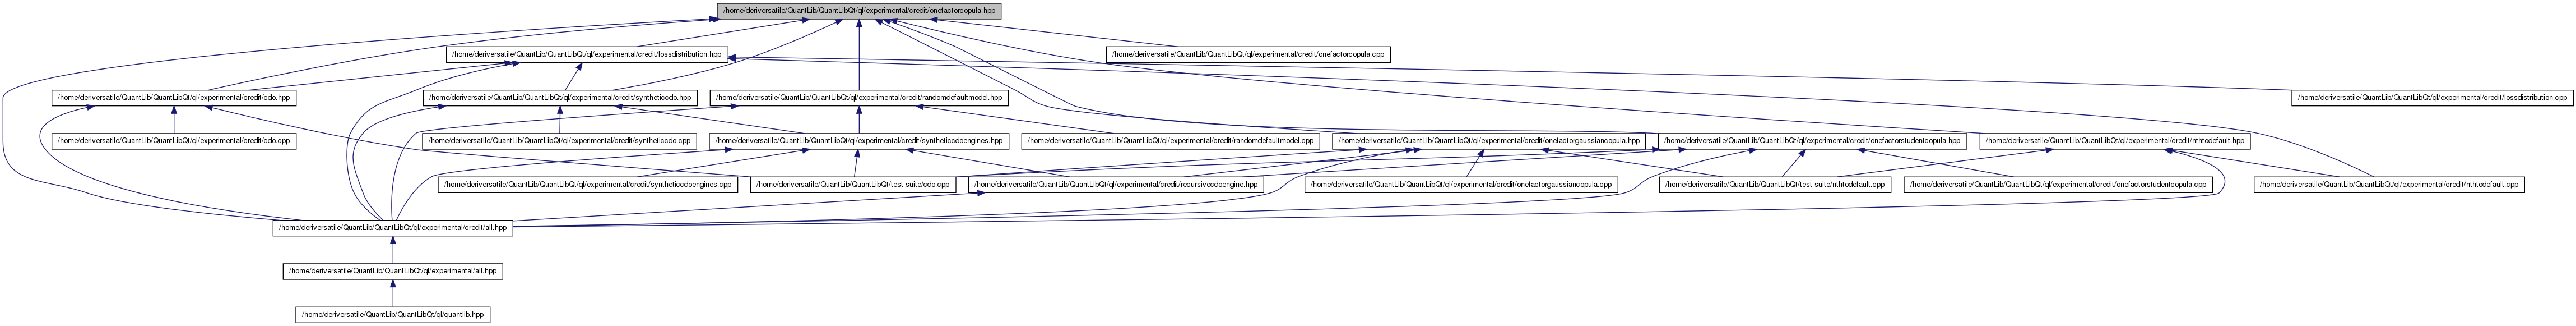 /home/deriversatile/QuantLib/QuantLibQt/ql/experimental/credit/onefactorcopula.hpp
/home/deriversatile/QuantLib/QuantLibQt/ql/experimental/credit/lossdistribution.hpp
/home/deriversatile/QuantLib/QuantLibQt/ql/experimental/credit/onefactorcopula.cpp
/home/deriversatile/QuantLib/QuantLibQt/ql/experimental/credit/cdo.hpp
/home/deriversatile/QuantLib/QuantLibQt/ql/experimental/credit/syntheticcdo.hpp
/home/deriversatile/QuantLib/QuantLibQt/ql/experimental/credit/randomdefaultmodel.hpp
/home/deriversatile/QuantLib/QuantLibQt/ql/experimental/credit/lossdistribution.cpp
/home/deriversatile/QuantLib/QuantLibQt/ql/experimental/credit/cdo.cpp
/home/deriversatile/QuantLib/QuantLibQt/ql/experimental/credit/syntheticcdo.cpp
/home/deriversatile/QuantLib/QuantLibQt/ql/experimental/credit/syntheticcdoengines.hpp
/home/deriversatile/QuantLib/QuantLibQt/ql/experimental/credit/randomdefaultmodel.cpp
/home/deriversatile/QuantLib/QuantLibQt/ql/experimental/credit/onefactorgaussiancopula.hpp
/home/deriversatile/QuantLib/QuantLibQt/ql/experimental/credit/onefactorstudentcopula.hpp
/home/deriversatile/QuantLib/QuantLibQt/ql/experimental/credit/nthtodefault.hpp
/home/deriversatile/QuantLib/QuantLibQt/ql/experimental/credit/syntheticcdoengines.cpp
/home/deriversatile/QuantLib/QuantLibQt/test-suite/cdo.cpp
/home/deriversatile/QuantLib/QuantLibQt/ql/experimental/credit/recursivecdoengine.hpp
/home/deriversatile/QuantLib/QuantLibQt/ql/experimental/credit/onefactorgaussiancopula.cpp
/home/deriversatile/QuantLib/QuantLibQt/test-suite/nthtodefault.cpp
/home/deriversatile/QuantLib/QuantLibQt/ql/experimental/credit/onefactorstudentcopula.cpp
/home/deriversatile/QuantLib/QuantLibQt/ql/experimental/credit/nthtodefault.cpp
/home/deriversatile/QuantLib/QuantLibQt/ql/experimental/credit/all.hpp
/home/deriversatile/QuantLib/QuantLibQt/ql/experimental/all.hpp
/home/deriversatile/QuantLib/QuantLibQt/ql/quantlib.hpp